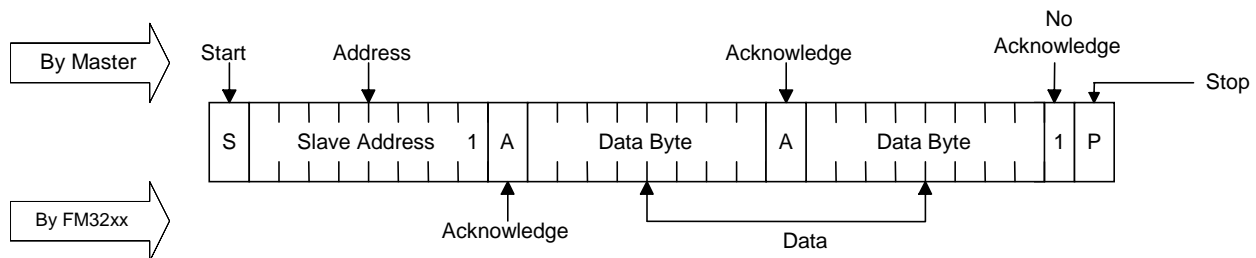 No
Acknowledge
By Master
Start
Address
Acknowledge
Stop
S
Slave Address 1
A
Data Byte
A
Data Byte
1
P
By FM32xx
Acknowledge
Data